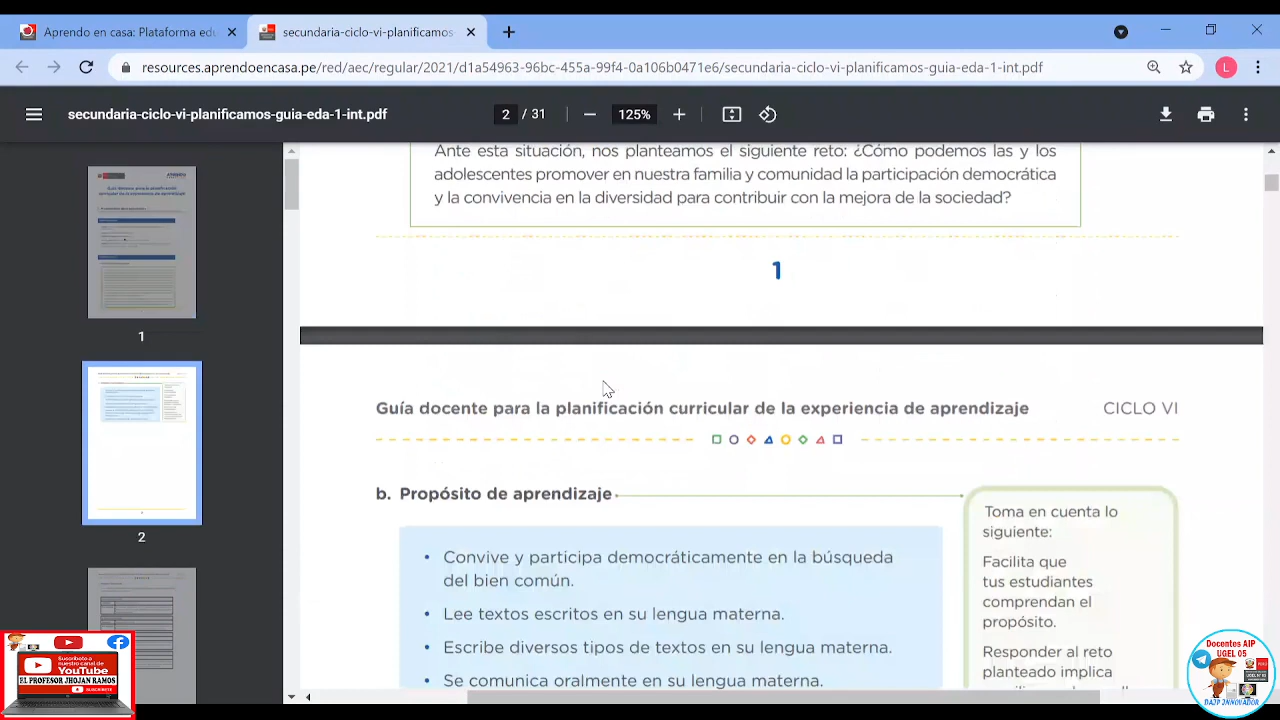 Aprendo en casa: Plataforma edu
secundaria-ciclo-vi-planificamos
resources.aprendoencasa.pe/red/aec/regular/2021/d1a54963-96bc-455a-99f4-0a106b0471e6/secundaria-ciclo-vi-planificamos-guia-eda-1-int.pdf
L
secundaria-ciclo-vi-planificamos-guia-eda-1-int.pdf
2 / 31
125%
1
2
Ante esta situación, nos planteamos el siguiente reto: ¿Cómo podemos las y los
adolescentes promover en nuestra familia y comunidad la participación democrática
y la convivencia en la diversidad para contribuir con la mejora de la sociedad?
1
Guía docente para la planificación curricular de la experiencia de aprendizaje
CICLO VI
b. Propósito de aprendizaje
• Convive y participa democráticamente en la búsqueda
del bien común.
• Lee textos escritos en su lengua materna.
• Escribe diversos tipos de textos en su lengua materna.
• Se comunica oralmente en su lengua materna.
Toma en cuenta lo
siguiente:
Facilita que
tus estudiantes
comprendan el
propósito.
Responder al reto
planteado implica
Suscríbete a
nuestro canal de
YouTube
EL PROFESOR JHOJAN RAMOS
SUSCRIBETE
Docentes AIP
UGEL 05
DAIP INNOVADOR